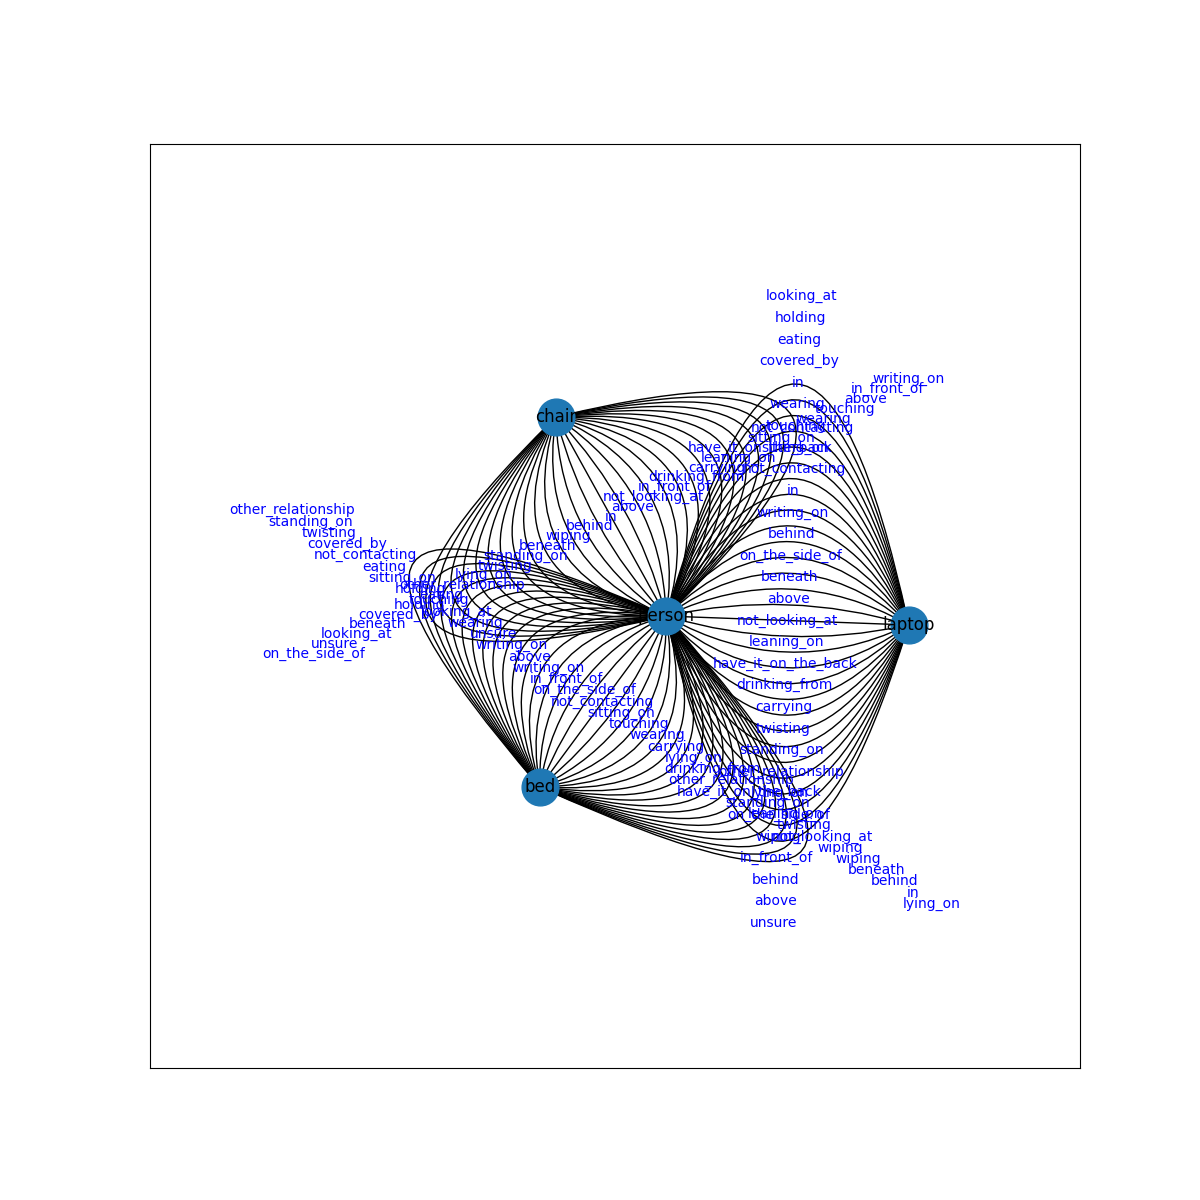 looking_at
holding
eating
covered_by
in
writing_on
in_front_of
above
touching
wearing
wearing
not_contacting
sitting_on
have_it_on_the_back
leaning_on
carrying
not_contacting
drinking_from
in_front_of
in
not_looking_at
above
in
writing_on
behind
behind
wiping
beneath
on_the_side_of
standing_on
twisting
lying_on
beneath
other_relationship
above
not_looking_at
leaning_on
have_it_on_the_back
drinking_from
carrying
twisting
standing_on
chair
person
laptop
bed
other_relationship
standing_on
twisting
covered_by
not_contacting
eating
sitting_on
holding
covered_by
beneath
looking_at
unsure
on_the_side_of
looking_at
wearing
unsure
writing_on
above
writing_on
in_front_of
on_the_side_of
not_contacting
sitting_on
touching
wearing
carrying
lying_on
drinking_from
other_relationship
other_relationship
have_it_on_the_back
standing_on
twisting
wiping
not_looking_at
wiping
wiping
in_front_of
beneath
behind
behind
in
above
lying_on
unsure